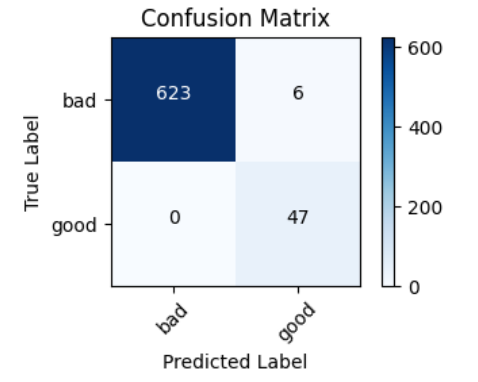 Confusion Matrix
True Label
bad
good
623
6
0
47
bad
good
Predicted Label
600
400
200
0